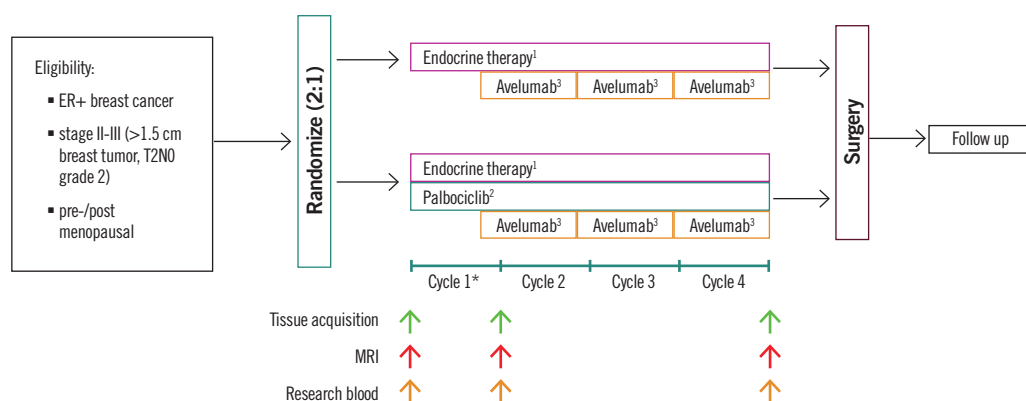 Eligibility:
▪ ER+ breast cancer
▪ stage II-III (>1.5 cm
breast tumor, T2N0
grade 2)
▪ pre-/post
menopausal
Randomize (2:1)
Endocrine therapy¹
Avelumab³ Avelumab³ Avelumab³
Endocrine therapy¹
Palbociclib²
Avelumab³ Avelumab³ Avelumab³
Surgery
Follow up
Cycle 1* Cycle 2 Cycle 3 Cycle 4
Tissue acquisition
MRI
Research blood